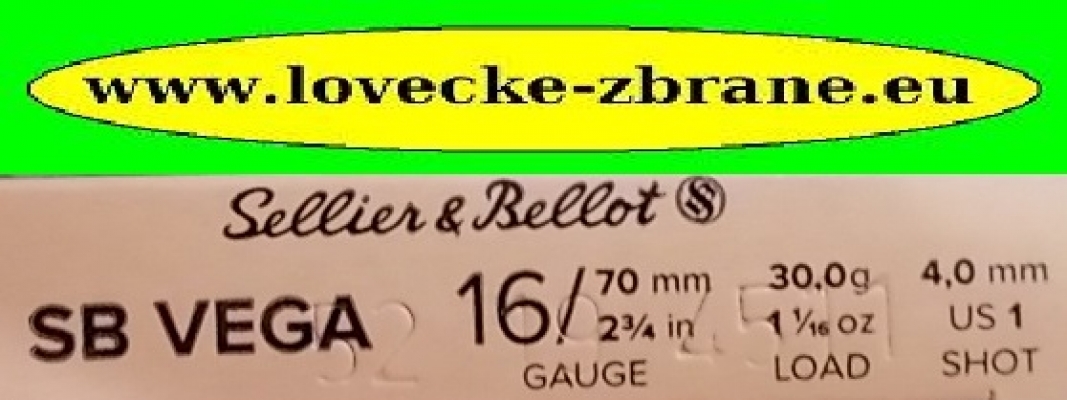 www.lovecke-zbrane.eu
Sellier & Bellot
SB VEGA 16/ 70 mm 30,0g 4,0 mm
2¾ in 1 1/16 oz US 1
GAUGE LOAD SHOT